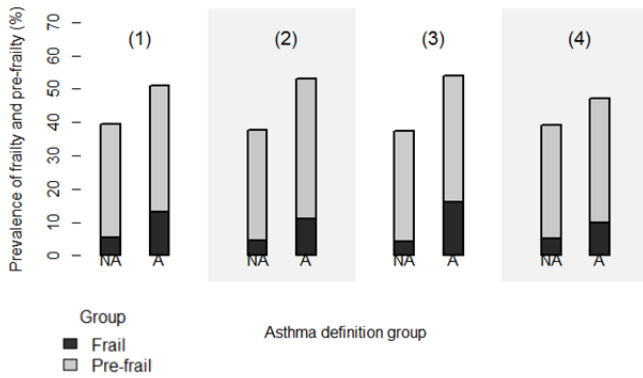 Prevalence of frailty and pre-frailty (%)
70
60
50
40
30
20
10
0
(1)
(2)
(3)
(4)
NA
A
NA
A
NA
A
NA
A
Asthma definition group
Group
Frail
Pre-frail